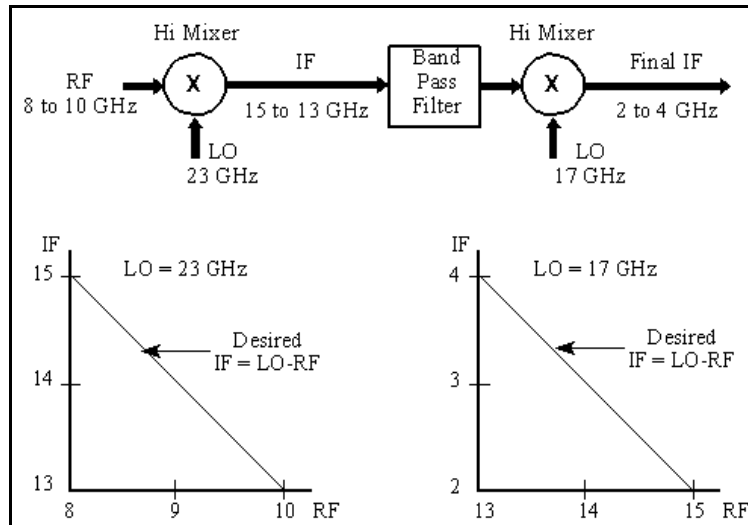 Hi Mixer
Hi Mixer
RF
8 to 10 GHz
X
IF
15 to 13 GHz
Band
Pass
Filter
X
Final IF
2 to 4 GHz
LO
23 GHz
LO
17 GHz
IF
15
14
13
LO = 23 GHz
Desired
IF = LO-RF
8
9
10
RF
IF
4
3
2
LO = 17 GHz
Desired
IF = LO-RF
13
14
15
RF